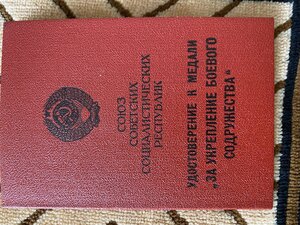 СОЮЗ
СОВЕТСКИХ
СОЦИАЛИСТИЧЕСКИХ
РЕСПУБЛИК
УДОСТОВЕРЕНИЕ К МЕДАЛИ
„ЗА УКРЕПЛЕНИЕ БОЕВОГО
СОДРУЖЕСТВА“